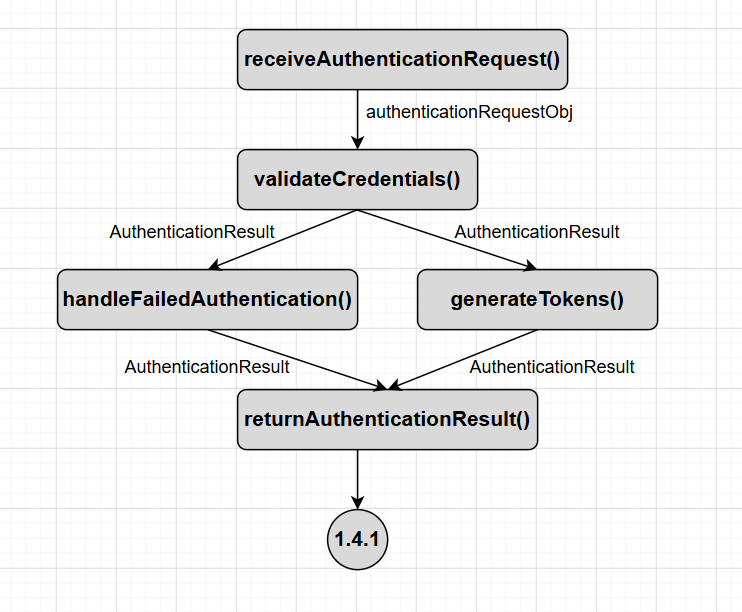 receiveAuthenticationRequest()
authenticationRequestObj
validateCredentials()
AuthenticationResult
AuthenticationResult
handleFailedAuthentication()
generateTokens()
AuthenticationResult
AuthenticationResult
returnAuthenticationResult()
1.4.1